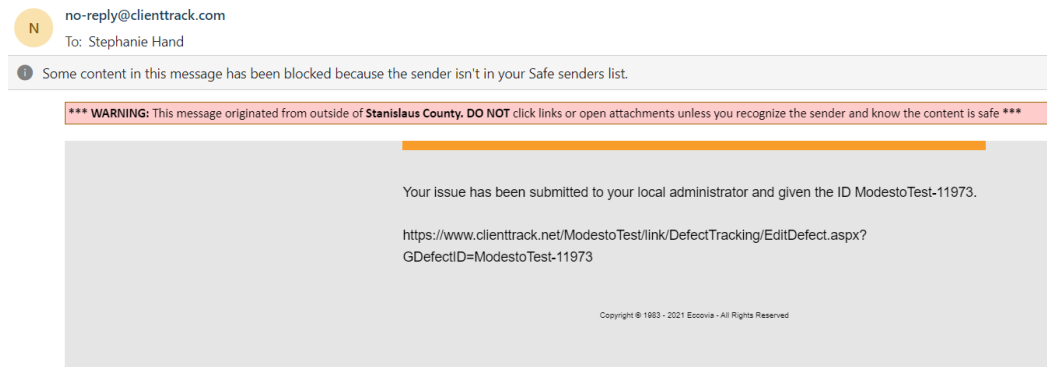 N
no-reply@clienttrack.com
To: Stephanie Hand
Some content in this message has been blocked because the sender isn't in your Safe senders list.
*** WARNING: This message originated from outside of Stanislaus County. DO NOT click links or open attachments unless you recognize the sender and know the content is safe ***
Your issue has been submitted to your local administrator and given the ID ModestoTest-11973.
https://www.clienttrack.net/ModestoTest/link/DefectTracking/EditDefect.aspx?
GDefectID=ModestoTest-11973
Copyright © 1983 - 2021 Eccovia - All Rights Reserved